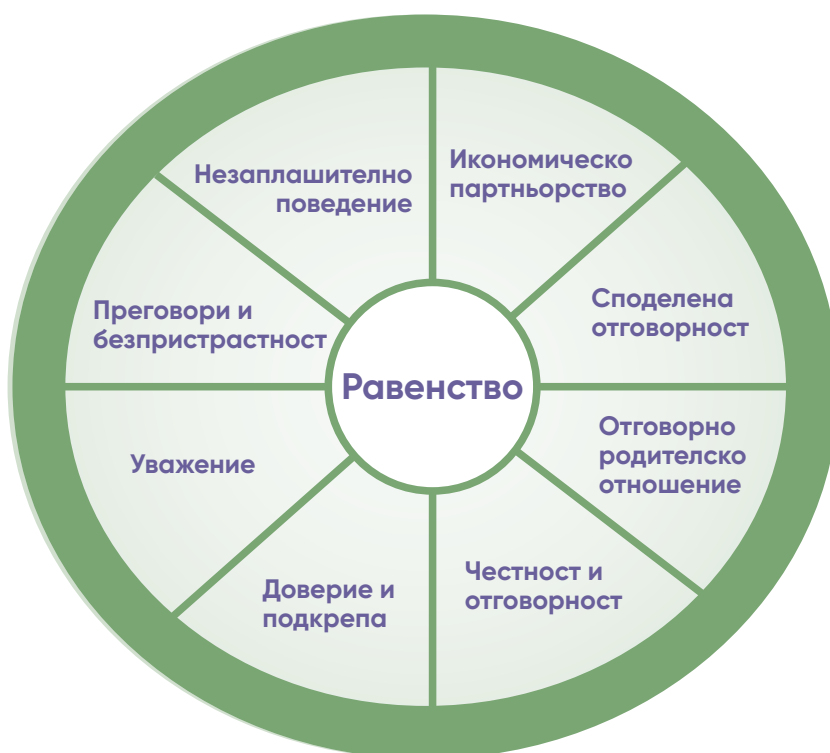 Незаплашително
поведение
Икономическо
партньорство
Споделена
отговорност
Отговорно
родителско
отношение
Честност и
отговорност
Доверие и
подкрепа
Уважение
Преговори и
безпристрастност
Равенство